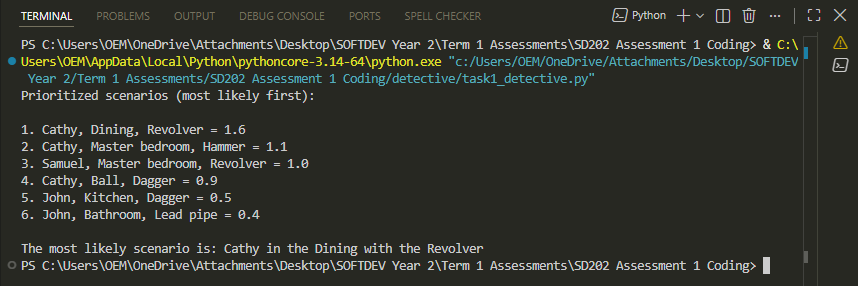 TERMINAL PROBLEMS OUTPUT DEBUG CONSOLE PORTS SPELL CHECKER Python
PS C:\Users\OEM\OneDrive\Attachments\Desktop\SOFTDEV Year 2\Term 1 Assessments\SD202 Assessment 1 Coding> & C:\
Users\OEM\AppData\Local\Python\pythoncore-3.14-64\python.exe "c:/Users/OEM/OneDrive/Attachments/Desktop/SOFTDEV
Year 2/Term 1 Assessments/SD202 Assessment 1 Coding/detective/task1_detective.py"
Prioritized scenarios (most likely first):
1. Cathy, Dining, Revolver = 1.6
2. Cathy, Master bedroom, Hammer = 1.1
3. Samuel, Master bedroom, Revolver = 1.0
4. Cathy, Ball, Dagger = 0.9
5. John, Kitchen, Dagger = 0.5
6. John, Bathroom, Lead pipe = 0.4
The most likely scenario is: Cathy in the Dining with the Revolver
PS C:\Users\OEM\OneDrive\Attachments\Desktop\SOFTDEV Year 2\Term 1 Assessments\SD202 Assessment 1 Coding>